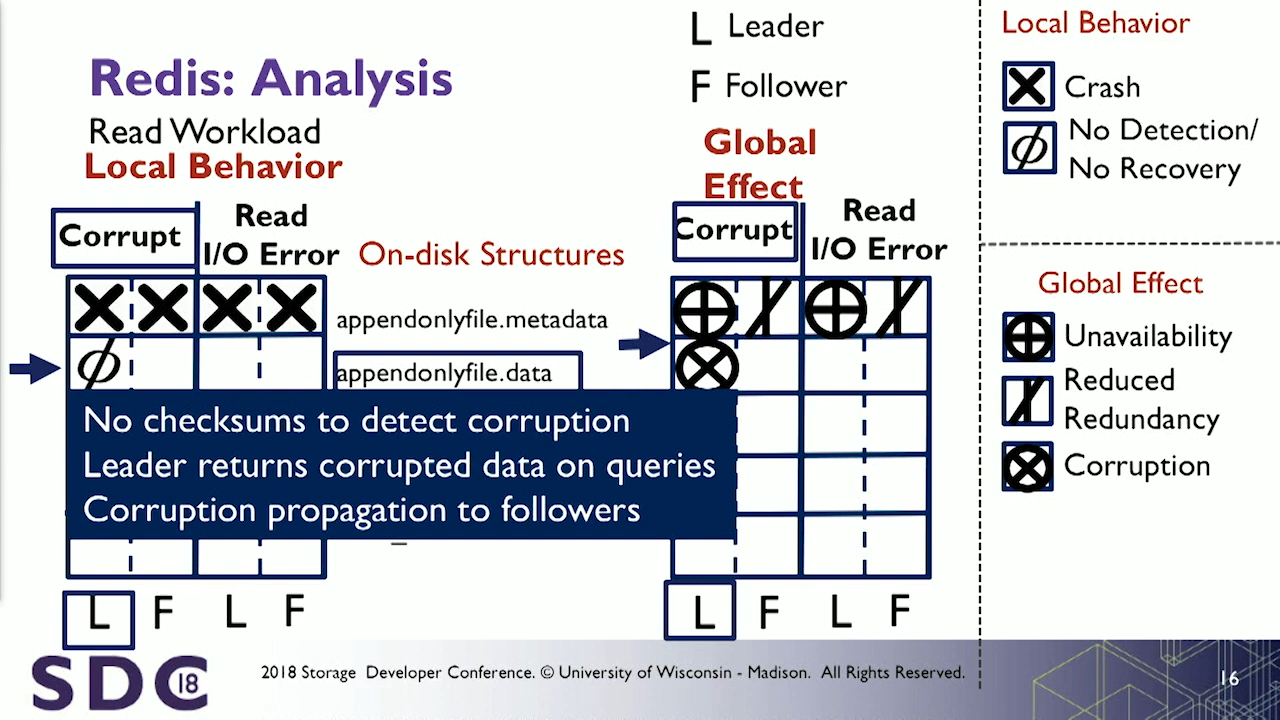 Redis: Analysis
Read Workload
Local Behavior
Corrupt
Read
I/O Error
On-disk Structures
appendonlyfile.metadata
appendonlyfile.data
No checksums to detect corruption
Leader returns corrupted data on queries
Corruption propagation to followers
L F L F
L Leader
F Follower
Global
Effect
Corrupt
Read
I/O Error
L F L F
Local Behavior
Crash
No Detection/
No Recovery
Global Effect
Unavailability
Reduced
Redundancy
Corruption
SDC 18
2018 Storage Developer Conference. © University of Wisconsin - Madison. All Rights Reserved.
16